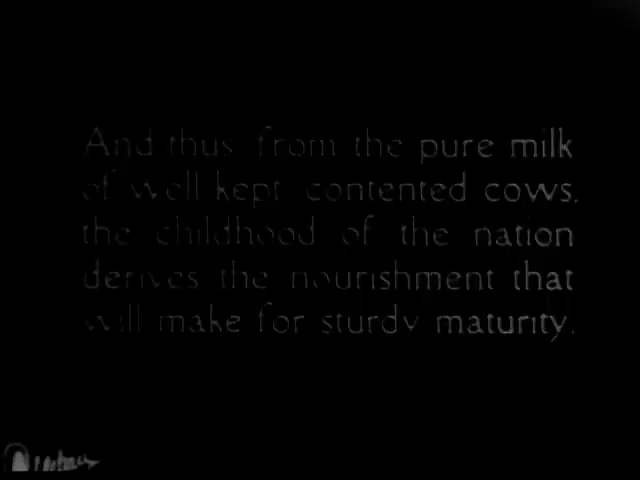 And thus from the pure milk
of well kept contented cows,
the childhood of the nation
derives the nourishment that
will make for sturdy maturity.